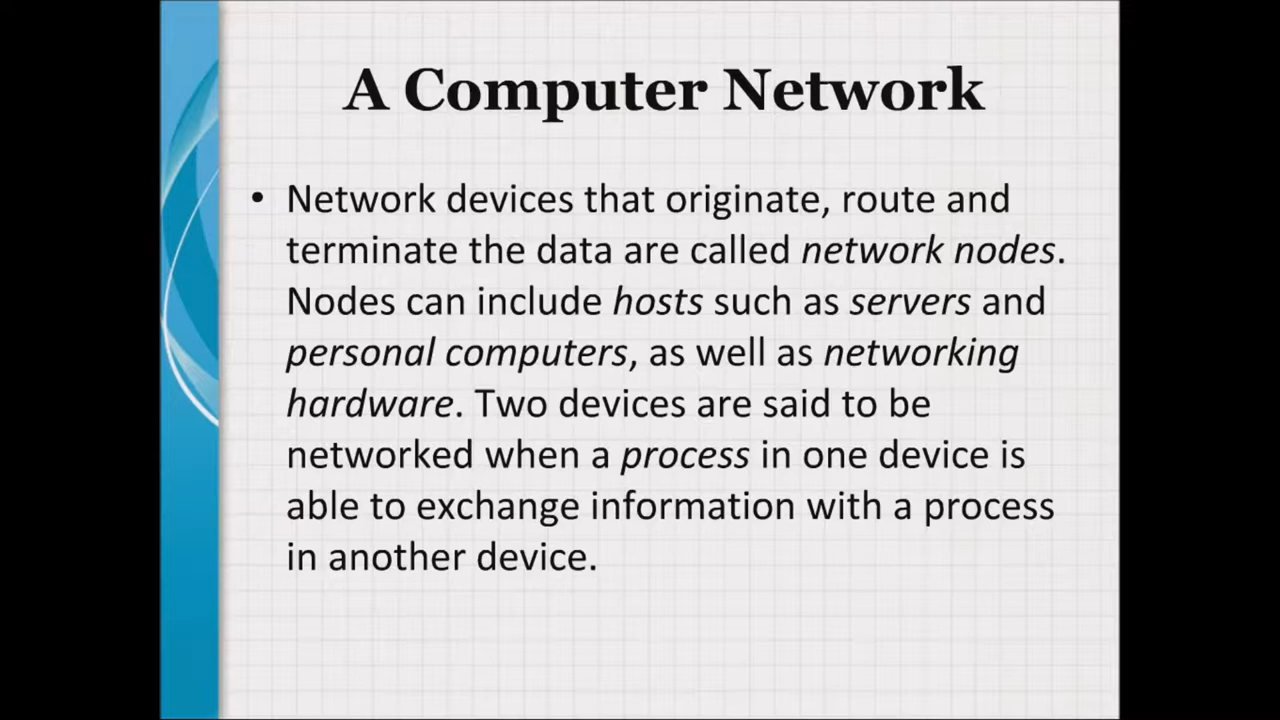 A Computer Network
• Network devices that originate, route and
terminate the data are called network nodes.
Nodes can include hosts such as servers and
personal computers, as well as networking
hardware. Two devices are said to be
networked when a process in one device is
able to exchange information with a process
in another device.